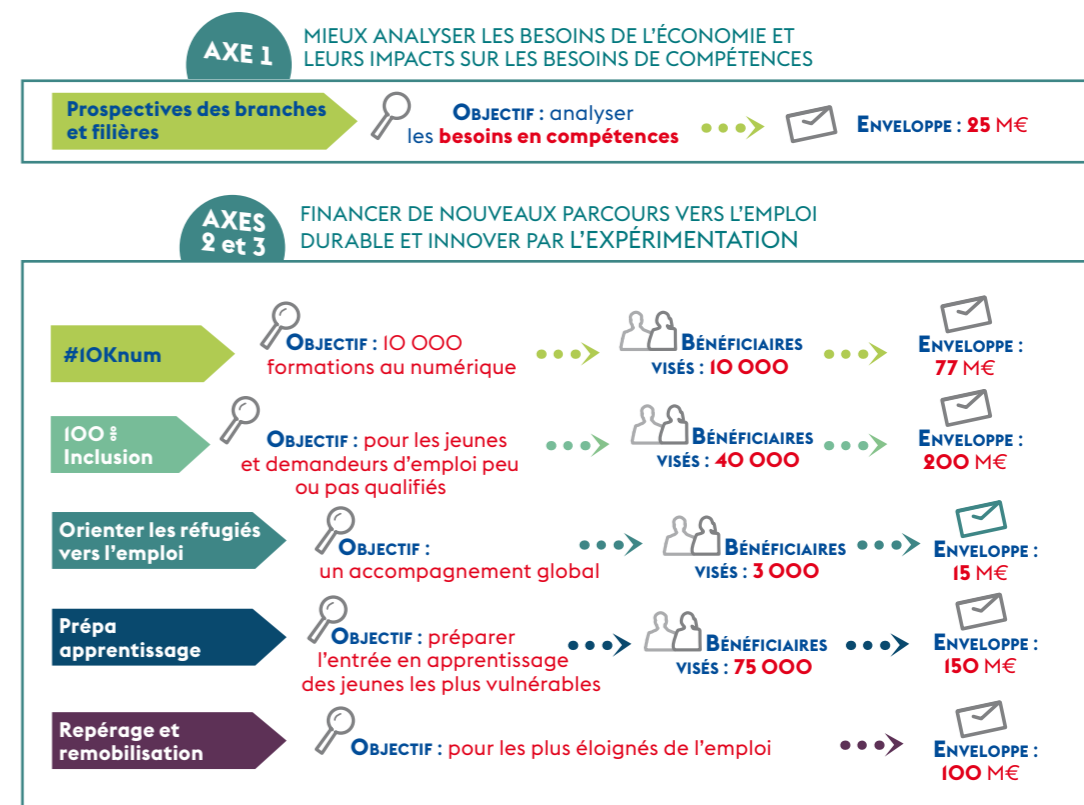 AXE 1
MIEUX ANALYSER LES BESOINS DE L'ÉCONOMIE ET
LEURS IMPACTS SUR LES BESOINS DE COMPÉTENCES
Prospectives des branches
et filières
OBJECTIF : analyser
les besoins en compétences
ENVELOPPE : 25 M€
AXES
2 et 3
FINANCER DE NOUVEAUX PARCOURS VERS L'EMPLOI
DURABLE ET INNOVER PAR L'EXPÉRIMENTATION
#10Knum
OBJECTIF : 10 000
formations au numérique
BÉNÉFICIAIRES
VISÉS : 10 000
ENVELOPPE :
77 M€
100 %
Inclusion
OBJECTIF : pour les jeunes
et demandeurs d'emploi peu
ou pas qualifiés
BÉNÉFICIAIRES
VISÉS : 40 000
ENVELOPPE :
200 M€
Orienter les réfugiés
vers l'emploi
OBJECTIF :
un accompagnement global
BÉNÉFICIAIRES
VISÉS : 3 000
ENVELOPPE :
15 M€
Prépa
apprentissage
OBJECTIF : préparer
l'entrée en apprentissage
des jeunes les plus vulnérables
BÉNÉFICIAIRES
VISÉS : 75 000
ENVELOPPE :
150 M€
Repérage et
remobilisation
OBJECTIF : pour les plus éloignés de l'emploi
ENVELOPPE :
100 M€